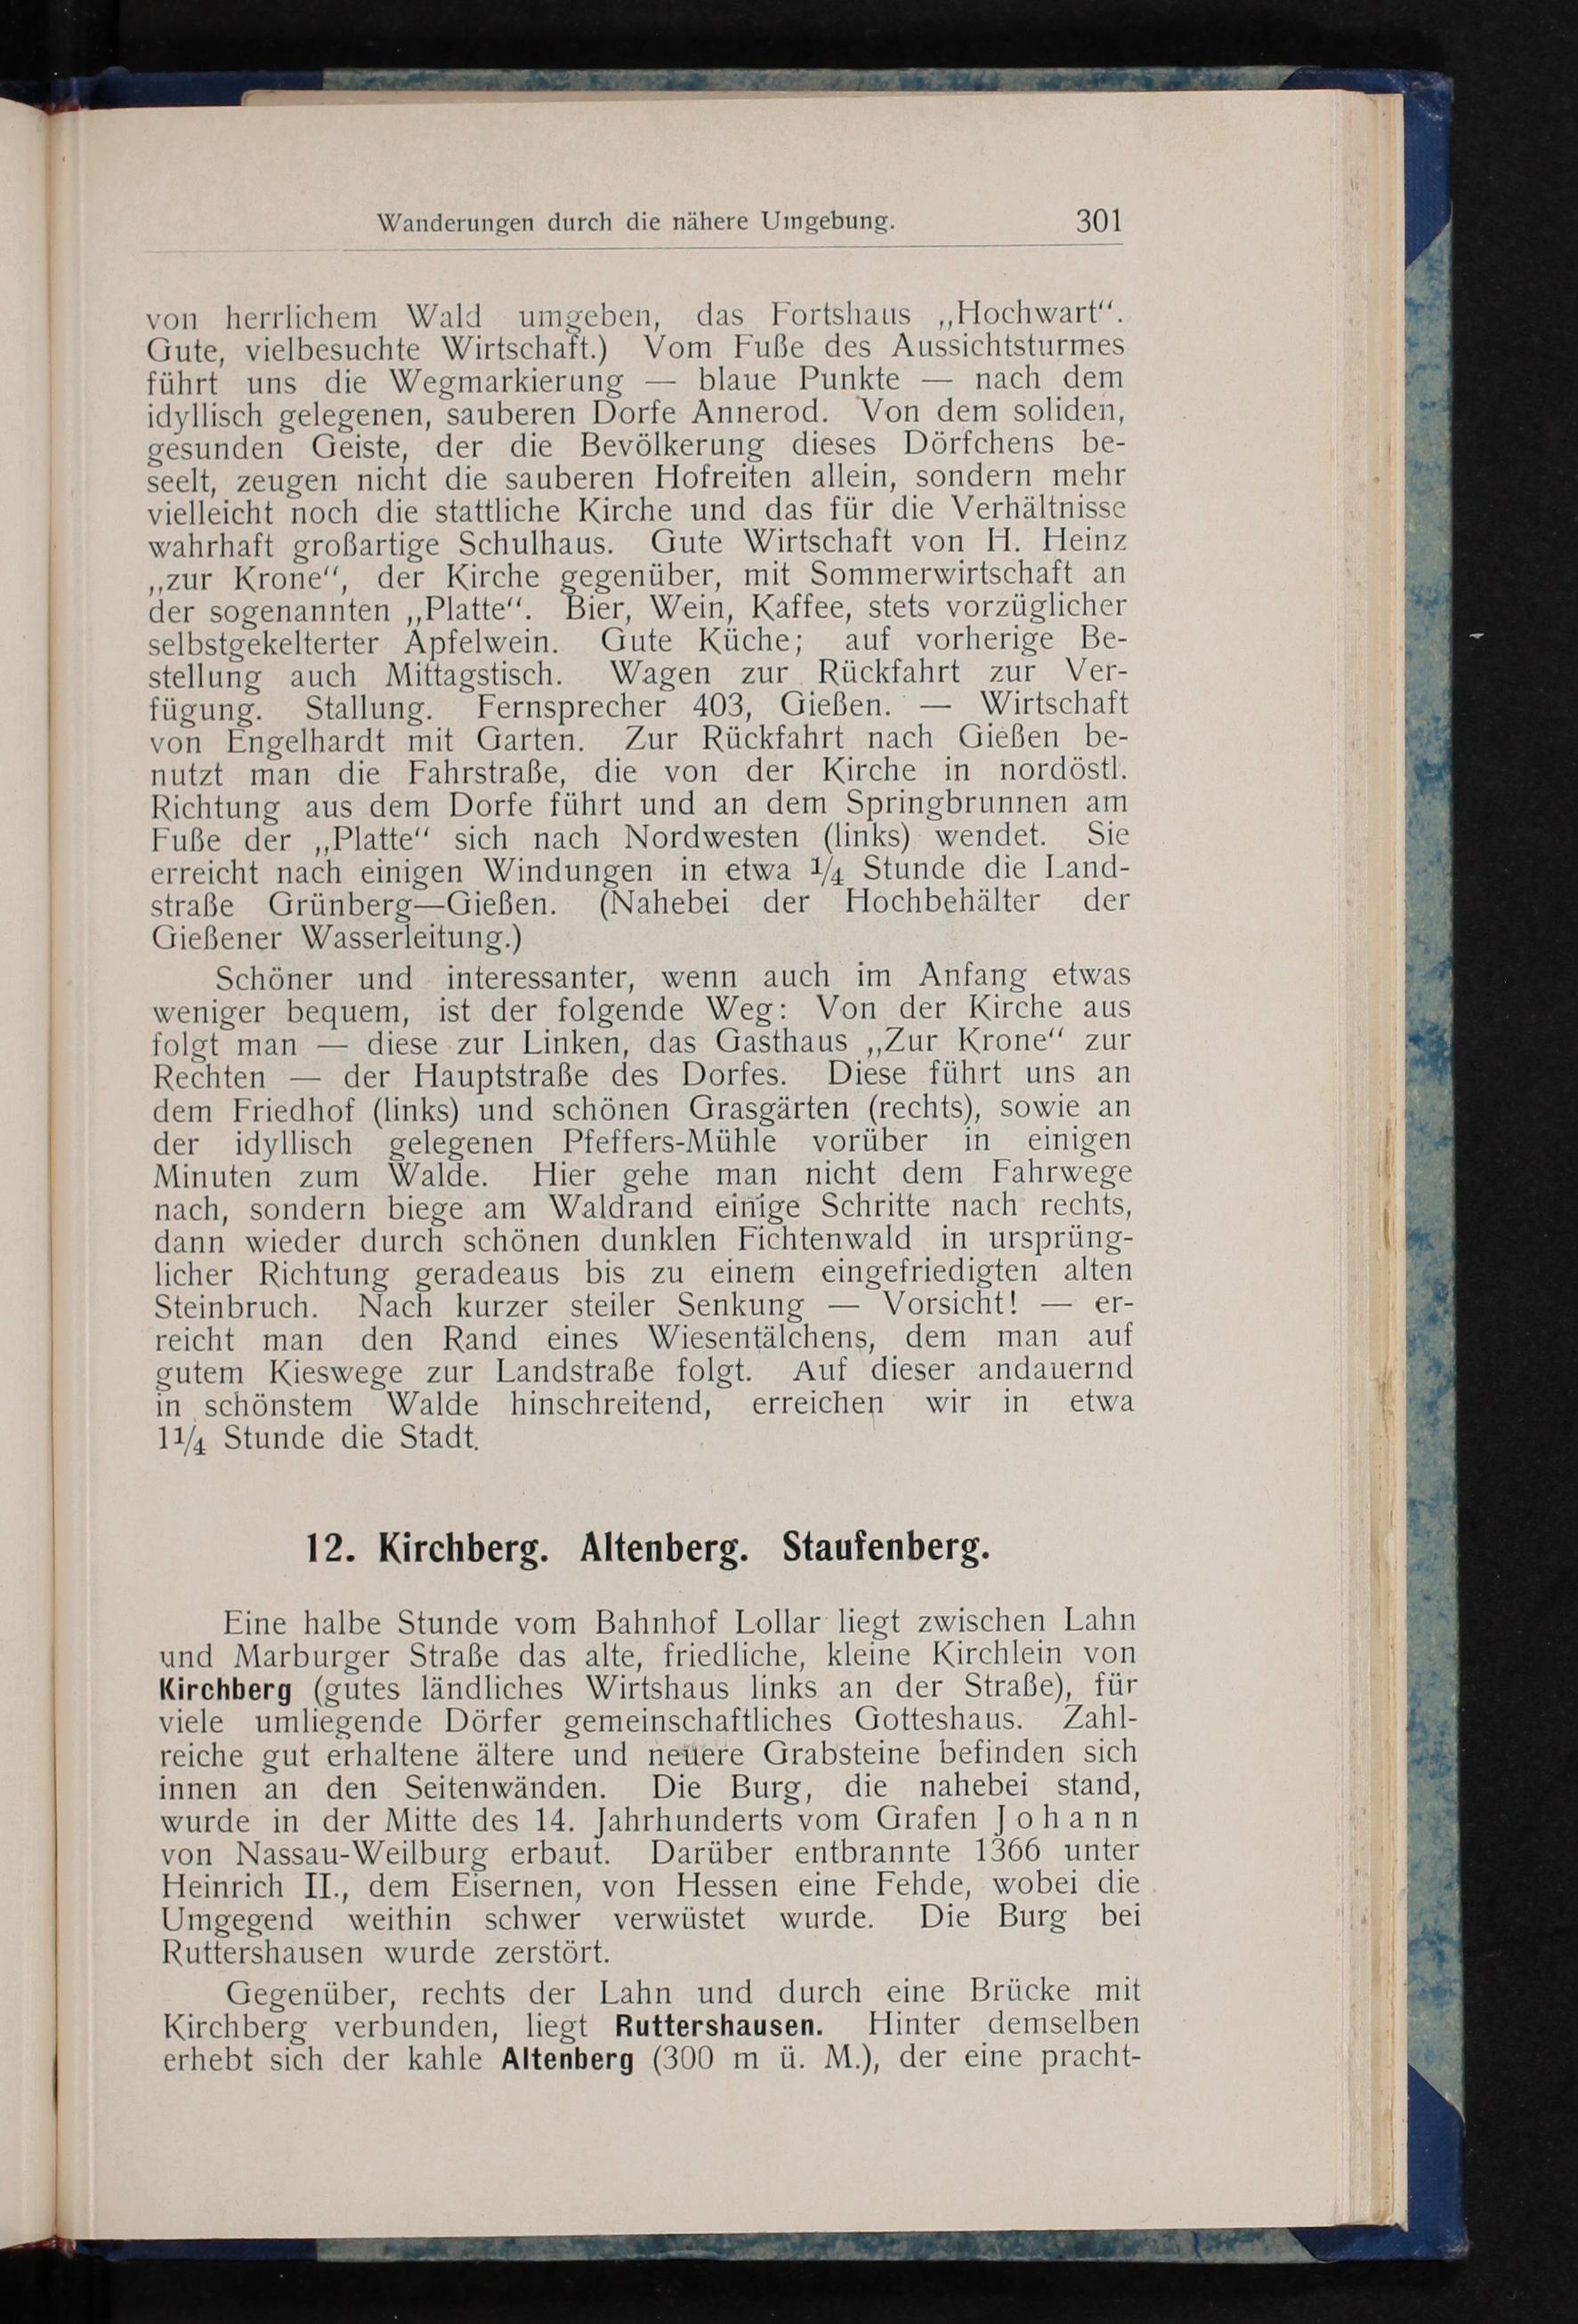 Wanderungen durch die nähere Umgebung. 301
von herrlichem Wald umgeben, das Fortshaus „Hochwart“.
Gute, vielbesuchte Wirtschaft.) Vom Fuße des Aussichtsturmes
führt uns die Wegmarkierung — blaue Punkte — nach dem
idyllisch gelegenen, sauberen Dorfe Annerod. Von dem soliden,
gesunden Geiste, der die Bevölkerung dieses Dörfchens be-
seelt, zeugen nicht die sauberen Hofreiten allein, sondern mehr
vielleicht noch die stattliche Kirche und das für die Verhältnisse
wahrhaft großartige Schulhaus. Gute Wirtschaft von H. Heinz
„zur Krone“, der Kirche gegenüber, mit Sommerwirtschaft an
der sogenannten „Platte“. Bier, Wein, Kaffee, stets vorzüglicher
selbstgekelterter Apfelwein. Gute Küche; auf vorherige Be-
stellung auch Mittagstisch. Wagen zur Rückfahrt zur Ver-
fügung. Stallung. Fernsprecher 403, Gießen. — Wirtschaft
von Engelhardt mit Garten. Zur Rückfahrt nach Gießen be-
nutzt man die Fahrstraße, die von der Kirche in nordöstl.
Richtung aus dem Dorfe führt und an dem Springbrunnen am
Fuße der „Platte“ sich nach Nordwesten (links) wendet. Sie
erreicht nach einigen Windungen in etwa 1/4 Stunde die Land-
straße Grünberg—Gießen. (Nahebei der Hochbehälter der
Gießener Wasserleitung.)
Schöner und interessanter, wenn auch im Anfang etwas
weniger bequem, ist der folgende Weg: Von der Kirche aus
folgt man — diese zur Linken, das Gasthaus „Zur Krone“ zur
Rechten — der Hauptstraße des Dorfes. Diese führt uns an
dem Friedhof (links) und schönen Grasgärten (rechts), sowie an
der idyllisch gelegenen Pfeffers-Mühle vorüber in einigen
Minuten zum Walde. Hier gehe man nicht dem Fahrwege
nach, sondern biege am Waldrand einige Schritte nach rechts,
dann wieder durch schönen dunklen Fichtenwald in ursprüng-
licher Richtung geradeaus bis zu einem eingefriedigten alten
Steinbruch. Nach kurzer steiler Senkung — Vorsicht! — er-
reicht man den Rand eines Wiesentälchens, dem man auf
gutem Kieswege zur Landstraße folgt. Auf dieser andauernd
in schönstem Walde hinschreitend, erreichen wir in etwa
1 1/4 Stunde die Stadt.
12. Kirchberg. Altenberg. Staufenberg.
Eine halbe Stunde vom Bahnhof Lollar liegt zwischen Lahn
und Marburger Straße das alte, friedliche, kleine Kirchlein von
Kirchberg (gutes ländliches Wirtshaus links an der Straße), für
viele umliegende Dörfer gemeinschaftliches Gotteshaus. Zahl-
reiche gut erhaltene ältere und neuere Grabsteine befinden sich
innen an den Seitenwänden. Die Burg, die nahebei stand,
wurde in der Mitte des 14. Jahrhunderts vom Grafen Johann
von Nassau-Weilburg erbaut. Darüber entbrannte 1366 unter
Heinrich II., dem Eisernen, von Hessen eine Fehde, wobei die
Umgegend weithin schwer verwüstet wurde. Die Burg bei
Ruttershausen wurde zerstört.
Gegenüber, rechts der Lahn und durch eine Brücke mit
Kirchberg verbunden, liegt Ruttershausen. Hinter demselben
erhebt sich der kahle Altenberg (300 m ü. M.), der eine pracht-